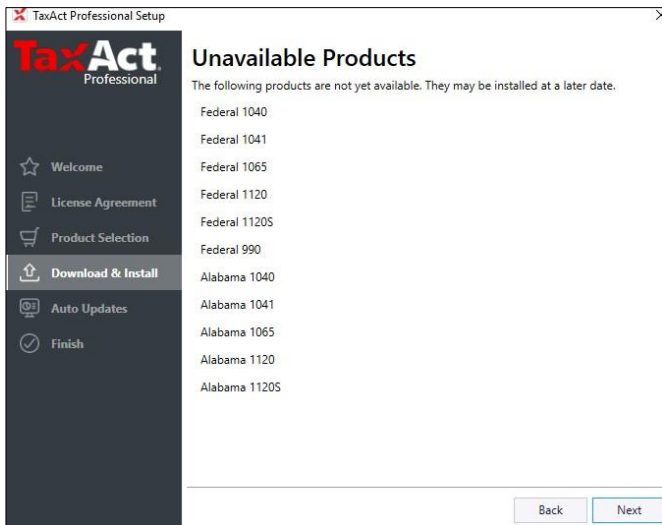 TaxAct Professional Setup
TaxAct.
Professional
Welcome
License Agreement
Product Selection
Download & Install
Auto Updates
Finish
Unavailable Products
The following products are not yet available. They may be installed at a later date.
Federal 1040
Federal 1041
Federal 1065
Federal 1120
Federal 1120S
Federal 990
Alabama 1040
Alabama 1041
Alabama 1065
Alabama 1120
Alabama 1120S
Back
Next